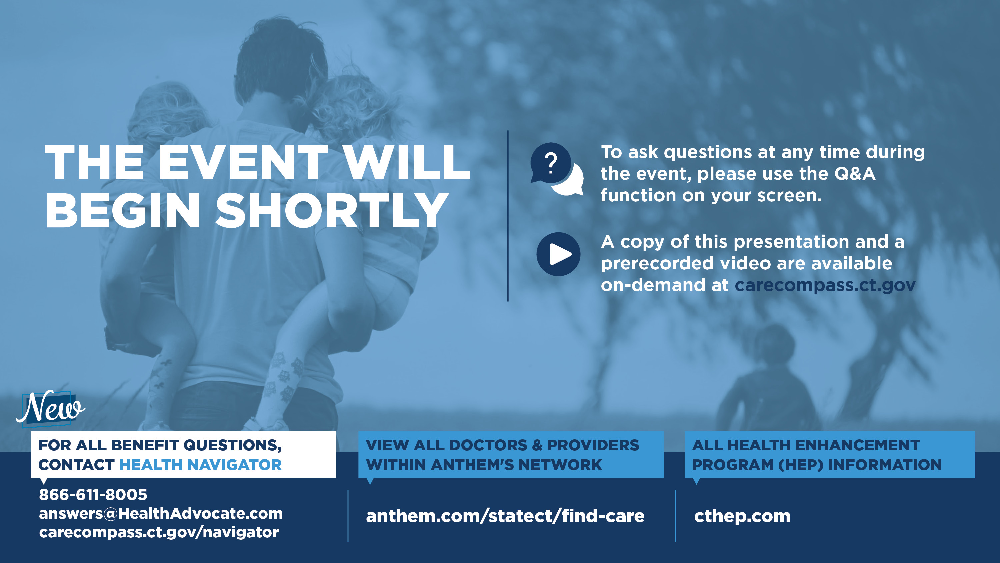 THE EVENT WILL
BEGIN SHORTLY
?
To ask questions at any time during
the event, please use the Q&A
function on your screen.
A copy of this presentation and a
prerecorded video are available
on-demand at carecompass.ct.gov
New
FOR ALL BENEFIT QUESTIONS,
CONTACT HEALTH NAVIGATOR
866-611-8005
answers@HealthAdvocate.com
carecompass.ct.gov/navigator
VIEW ALL DOCTORS & PROVIDERS
WITHIN ANTHEM'S NETWORK
anthem.com/statect/find-care
ALL HEALTH ENHANCEMENT
PROGRAM (HEP) INFORMATION
cthep.com